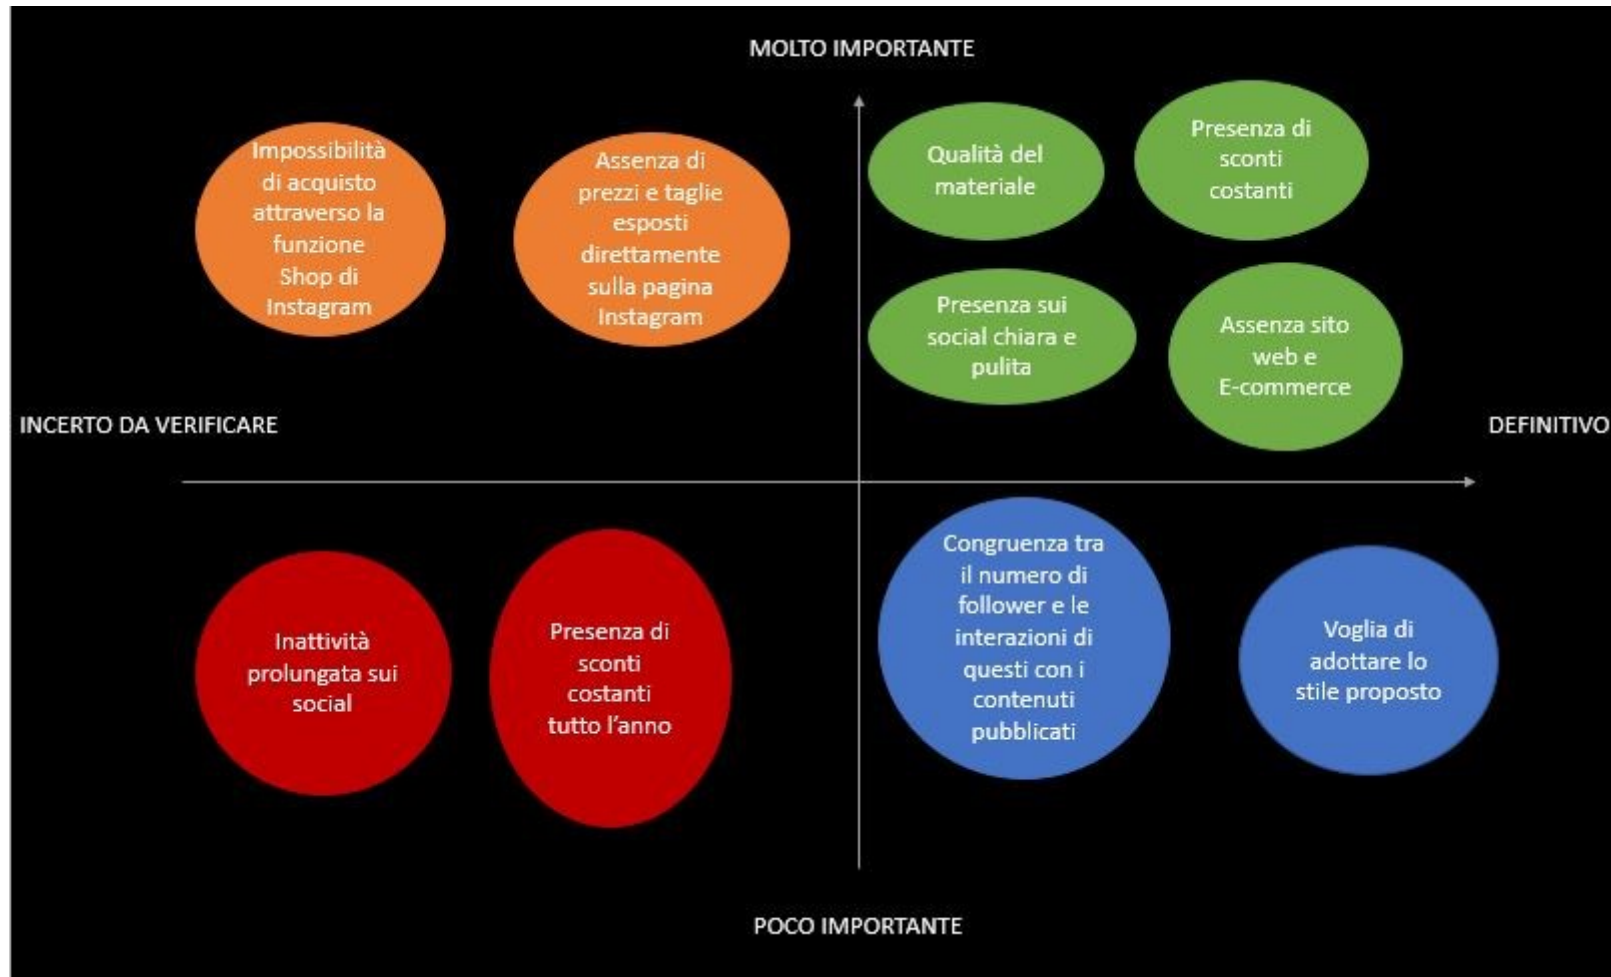 MOLTO IMPORTANTE
Impossibilità
di acquisto
attraverso la
funzione
Shop di
Instagram
Assenza di
prezzi e taglie
esposti
direttamente
sulla pagina
Instagram
Qualità del
materiale
Presenza di
sconti
costanti
Presenza sui
social chiara e
pulita
Assenza sito
web e
E-commerce
INCERTO DA VERIFICARE
DEFINITIVO
Inattività
prolungata sui
social
Presenza di
sconti
costanti
tutto l'anno
Congruenza tra
il numero di
follower e le
interazioni di
questi con i
contenuti
pubblicati
Voglia di
adottare lo
stile proposto
POCO IMPORTANTE